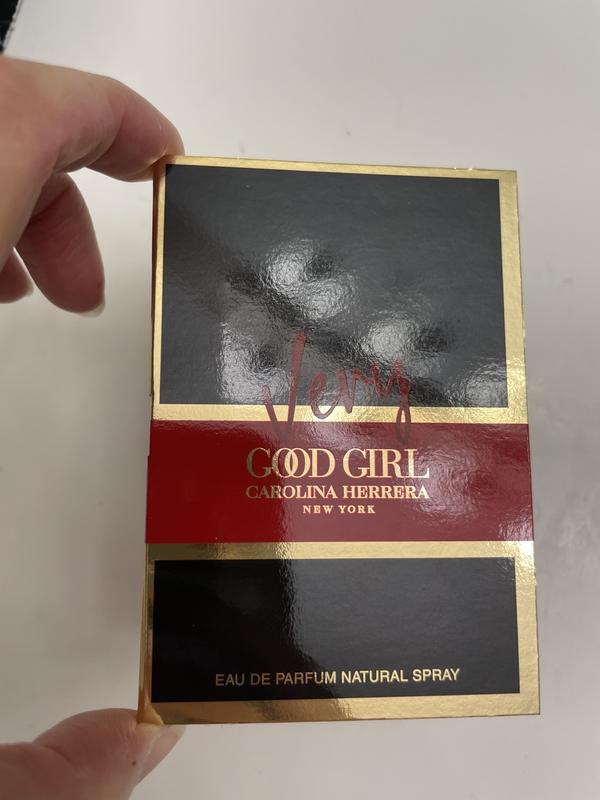 Very
GOOD GIRL
CAROLINA HERRERA
NEW YORK
EAU DE PARFUM NATURAL SPRAY